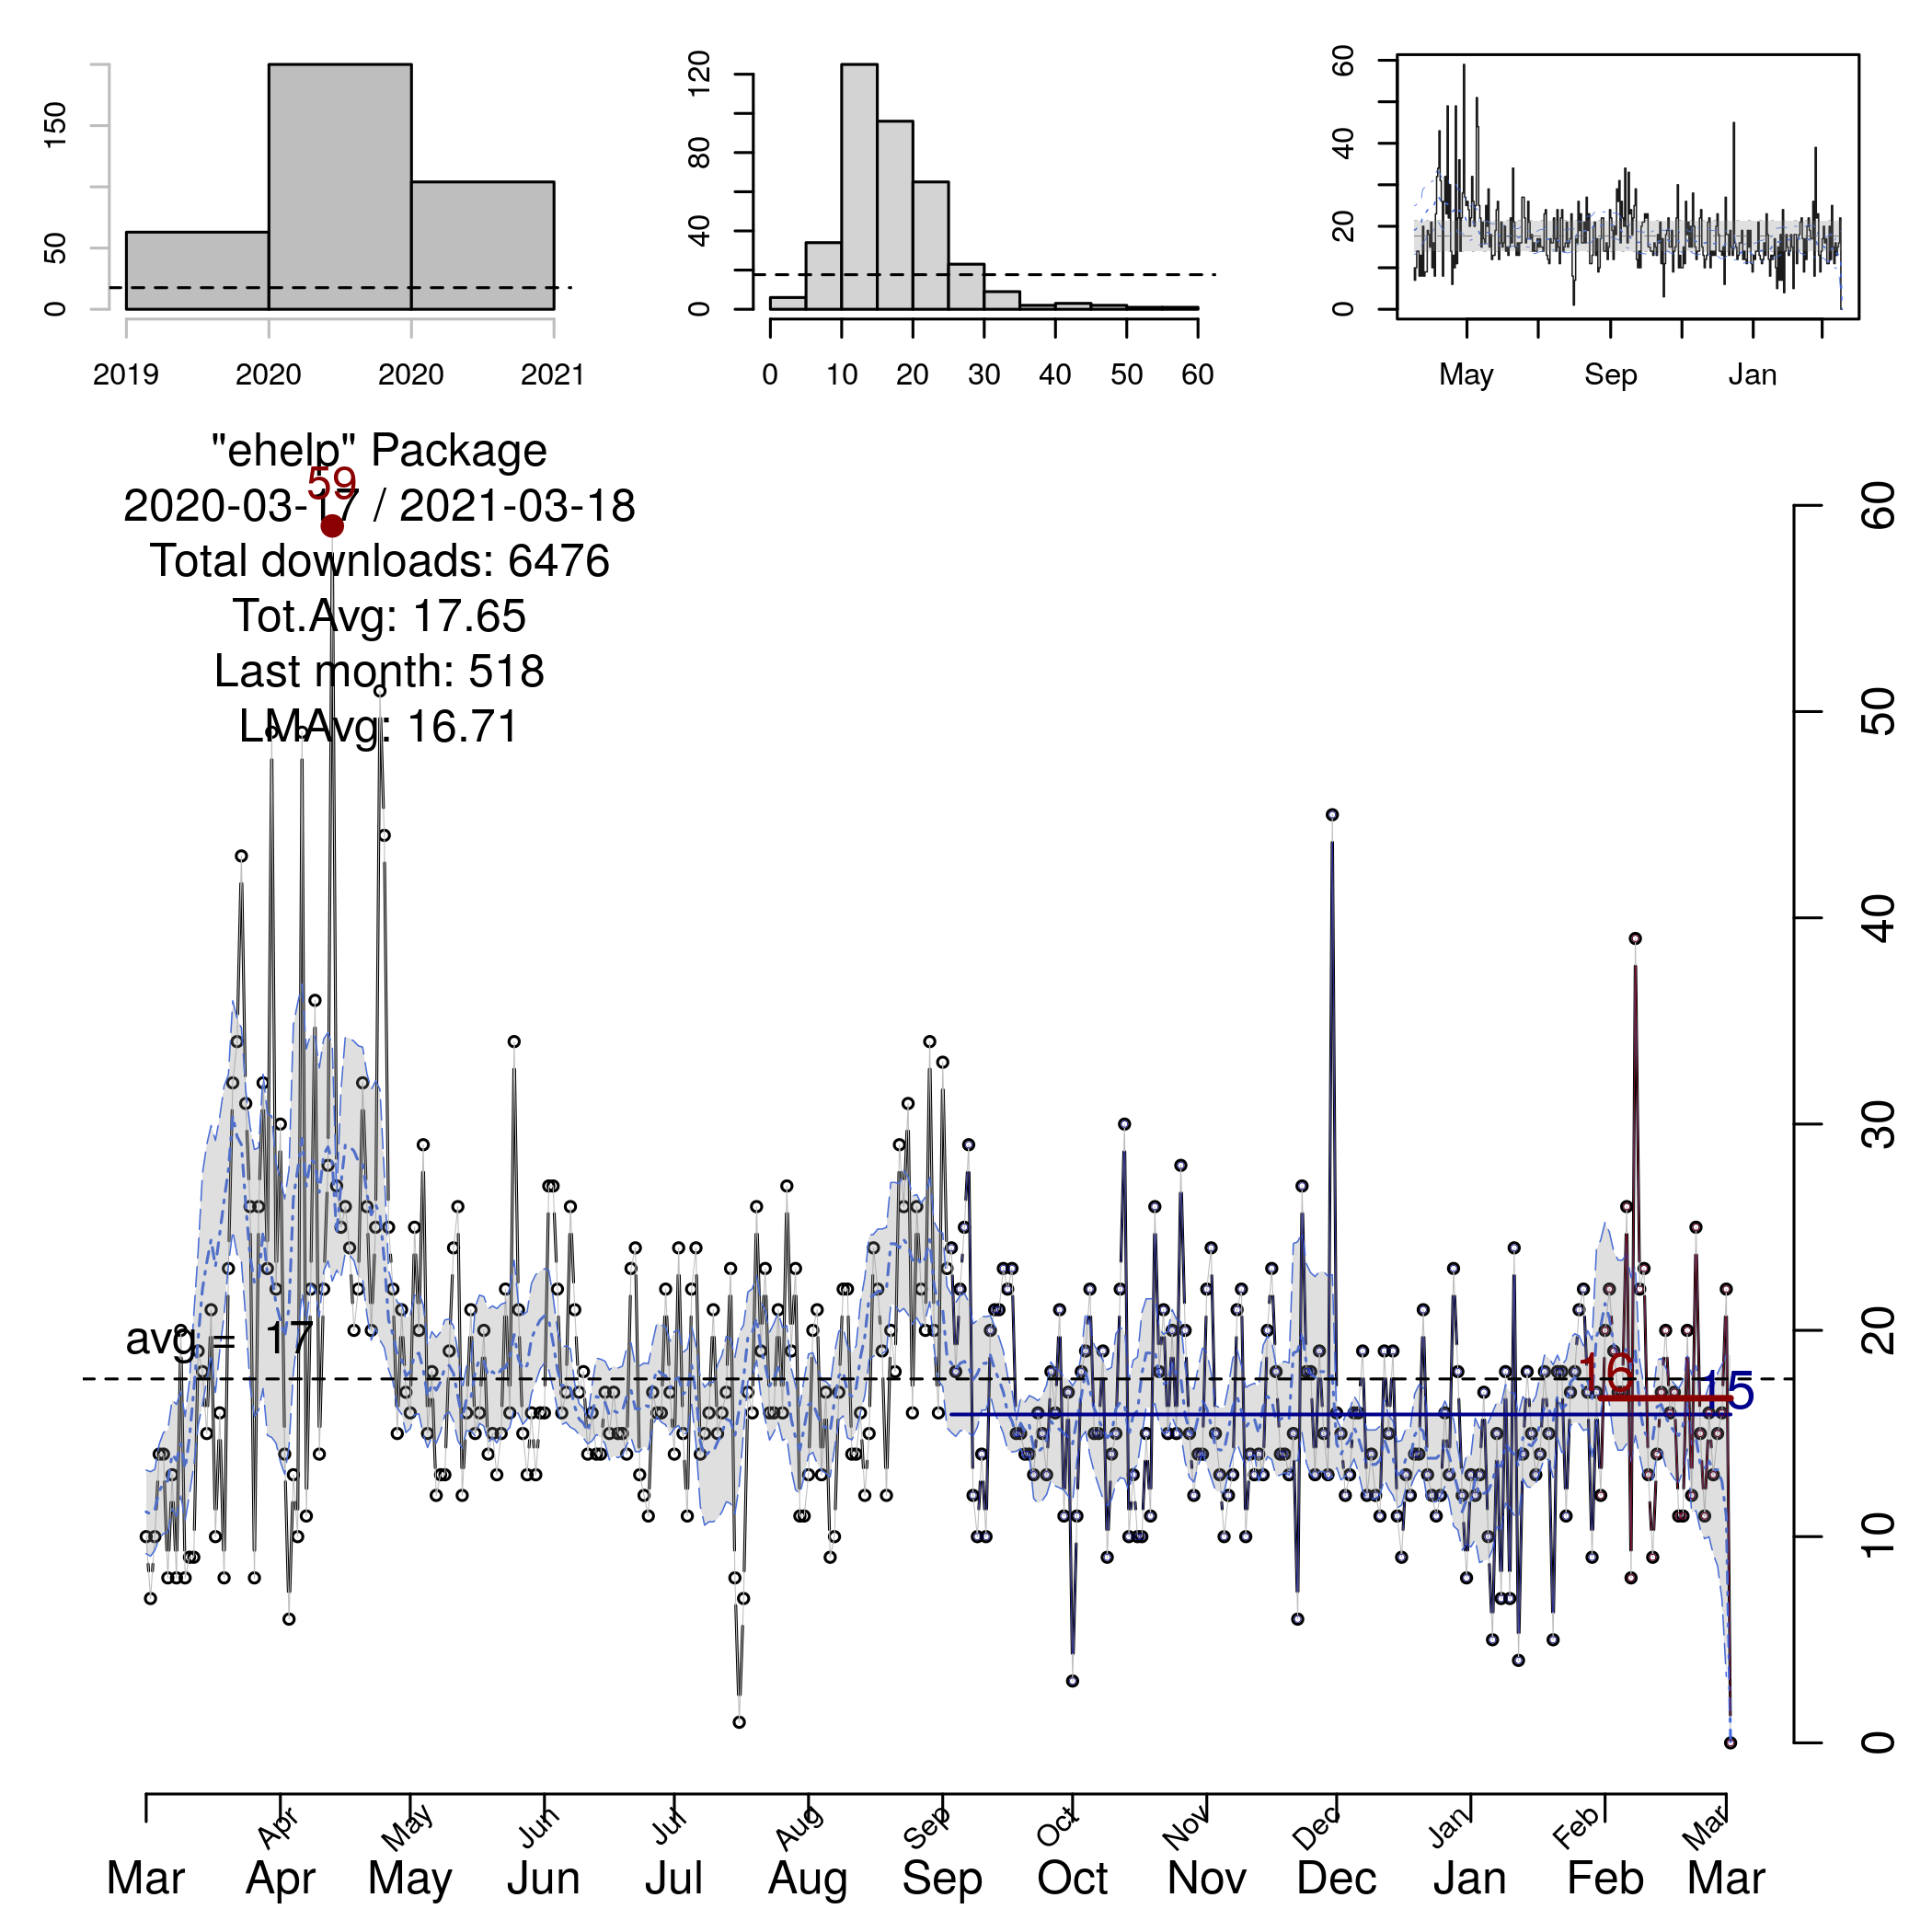 150
50
0
2019 2020 2020 2021
120
80
40
0
0 10 20 30 40 50 60
60
40
20
0
May Sep Jan
"ehelp" Package
59
2020-03-17 / 2021-03-18
Total downloads: 6476
Tot.Avg: 17.65
Last month: 518
LMAvg: 16.71
60
50
40
30
20
10
0
avg = 17
16
15
Apr May Jun Jul Aug Sep Oct Nov Dec Jan Feb Mar
Mar Apr May Jun Jul Aug Sep Oct Nov Dec Jan Feb Mar